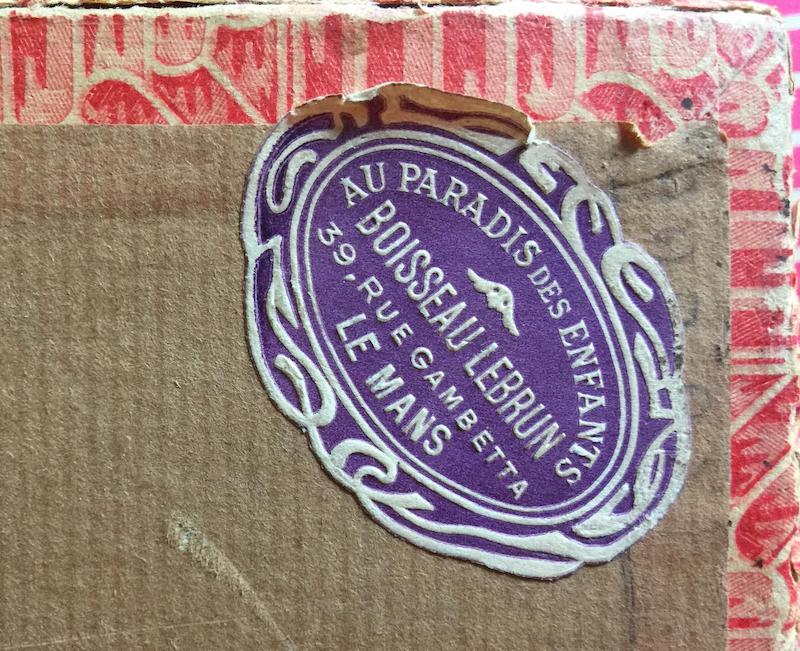 AU PARADIS DES ENFANTS
BOISSEAU LEBRUN
39, RUE GAMBETTA
LE MANS